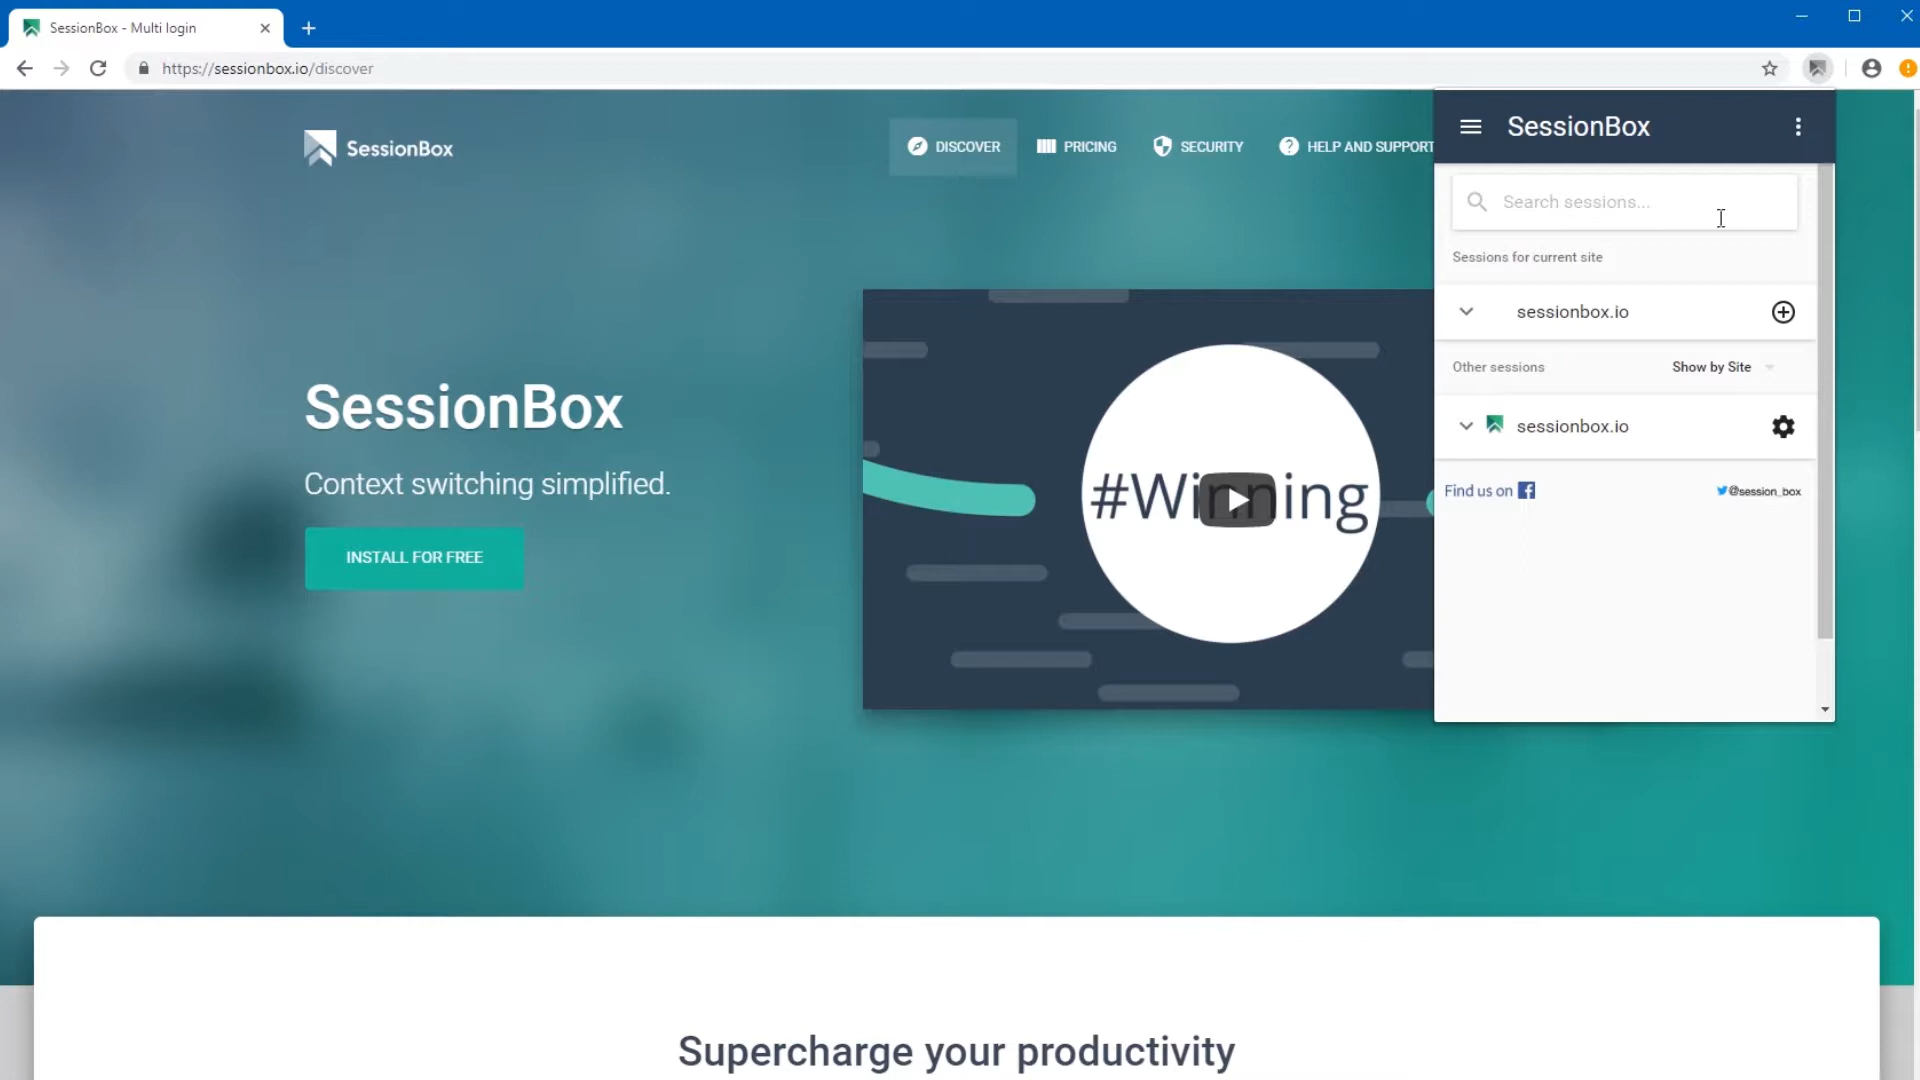 SessionBox - Multi login
https://sessionbox.io/discover
SessionBox
DISCOVER
PRICING
SECURITY
HELP AND SUPPORT
SessionBox
Search sessions...
Sessions for current site
sessionbox.io
Other sessions
Show by Site
sessionbox.io
Find us on
@session_box
SessionBox
Context switching simplified.
INSTALL FOR FREE
#Winning
Supercharge your productivity